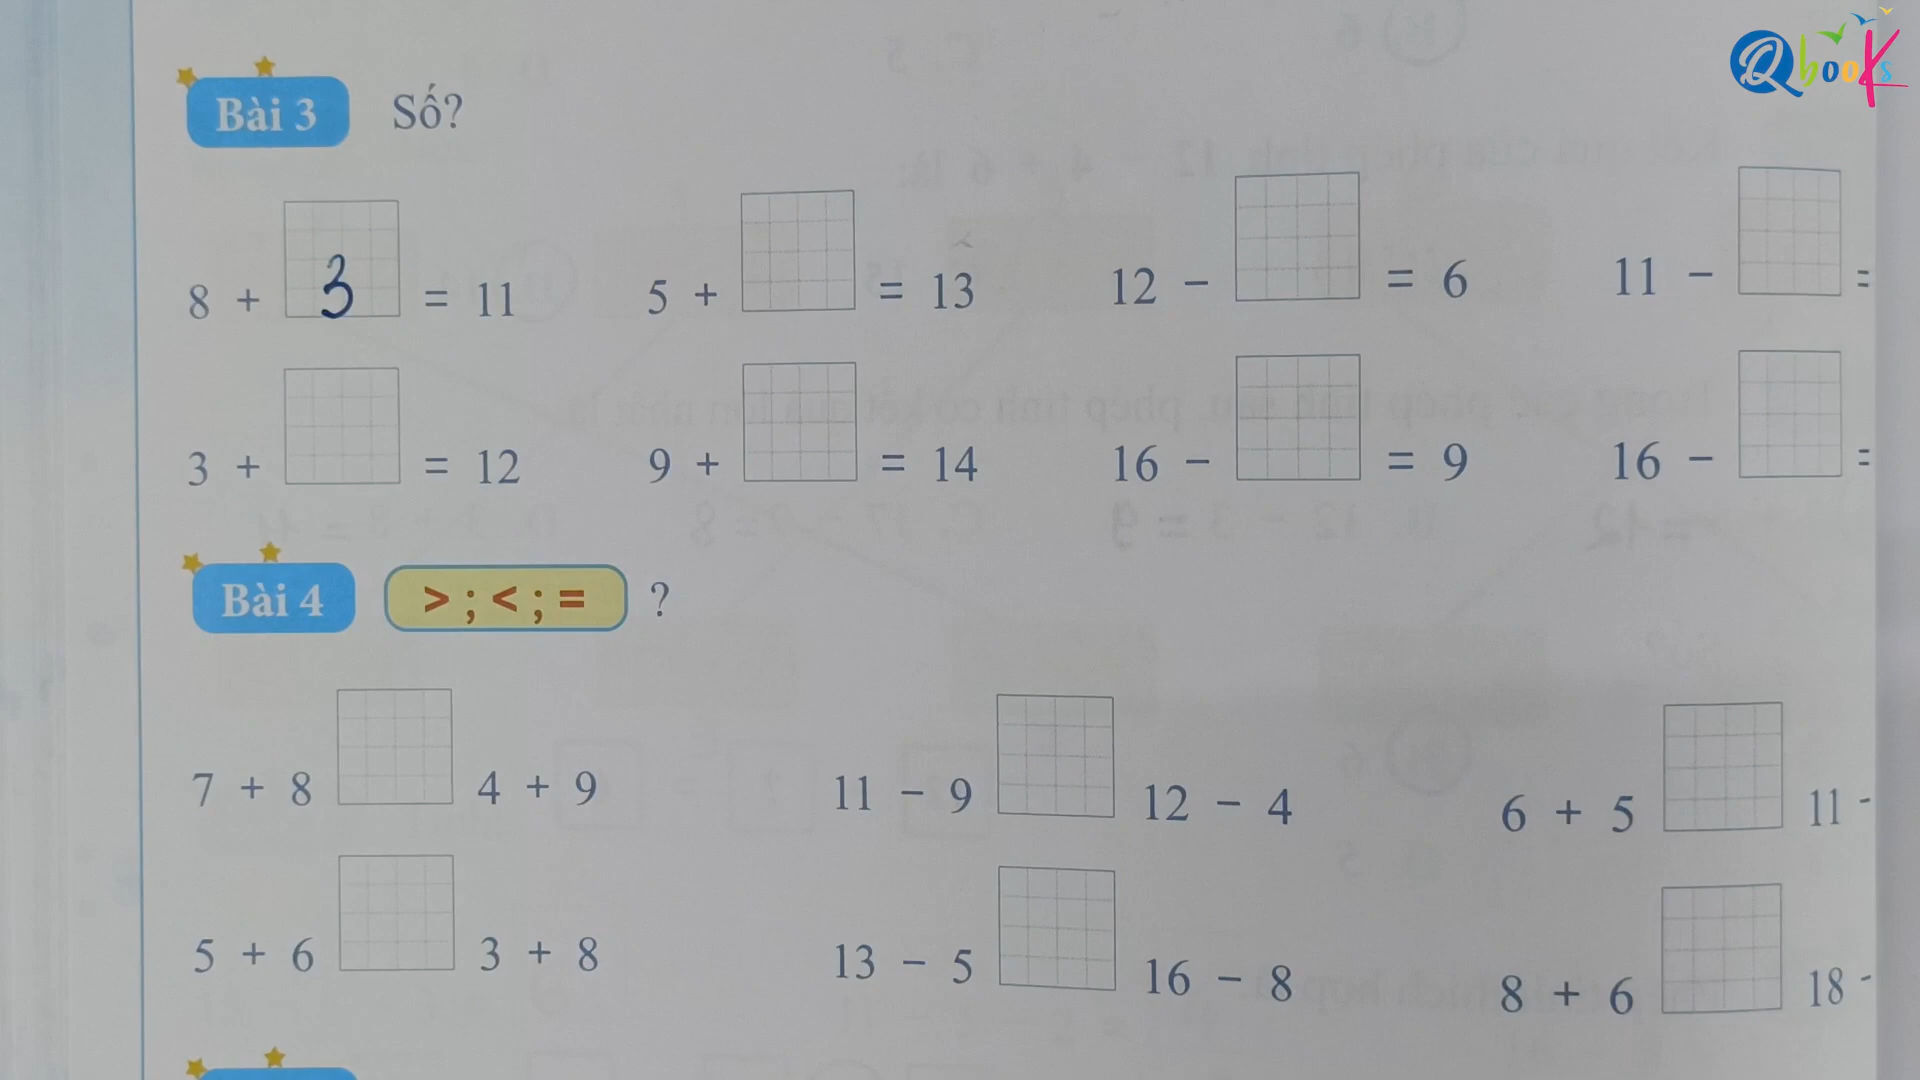 Qbooks
Bài 3 Số?
8 + 3 = 11 5 + = 13 12 - = 6 11 - =
3 + = 12 9 + = 14 16 - = 9 16 - =
Bài 4 > ; < ; = ?
7 + 8 4 + 9 11 - 9 12 - 4 6 + 5 11 -
5 + 6 3 + 8 13 - 5 16 - 8 8 + 6 18 -